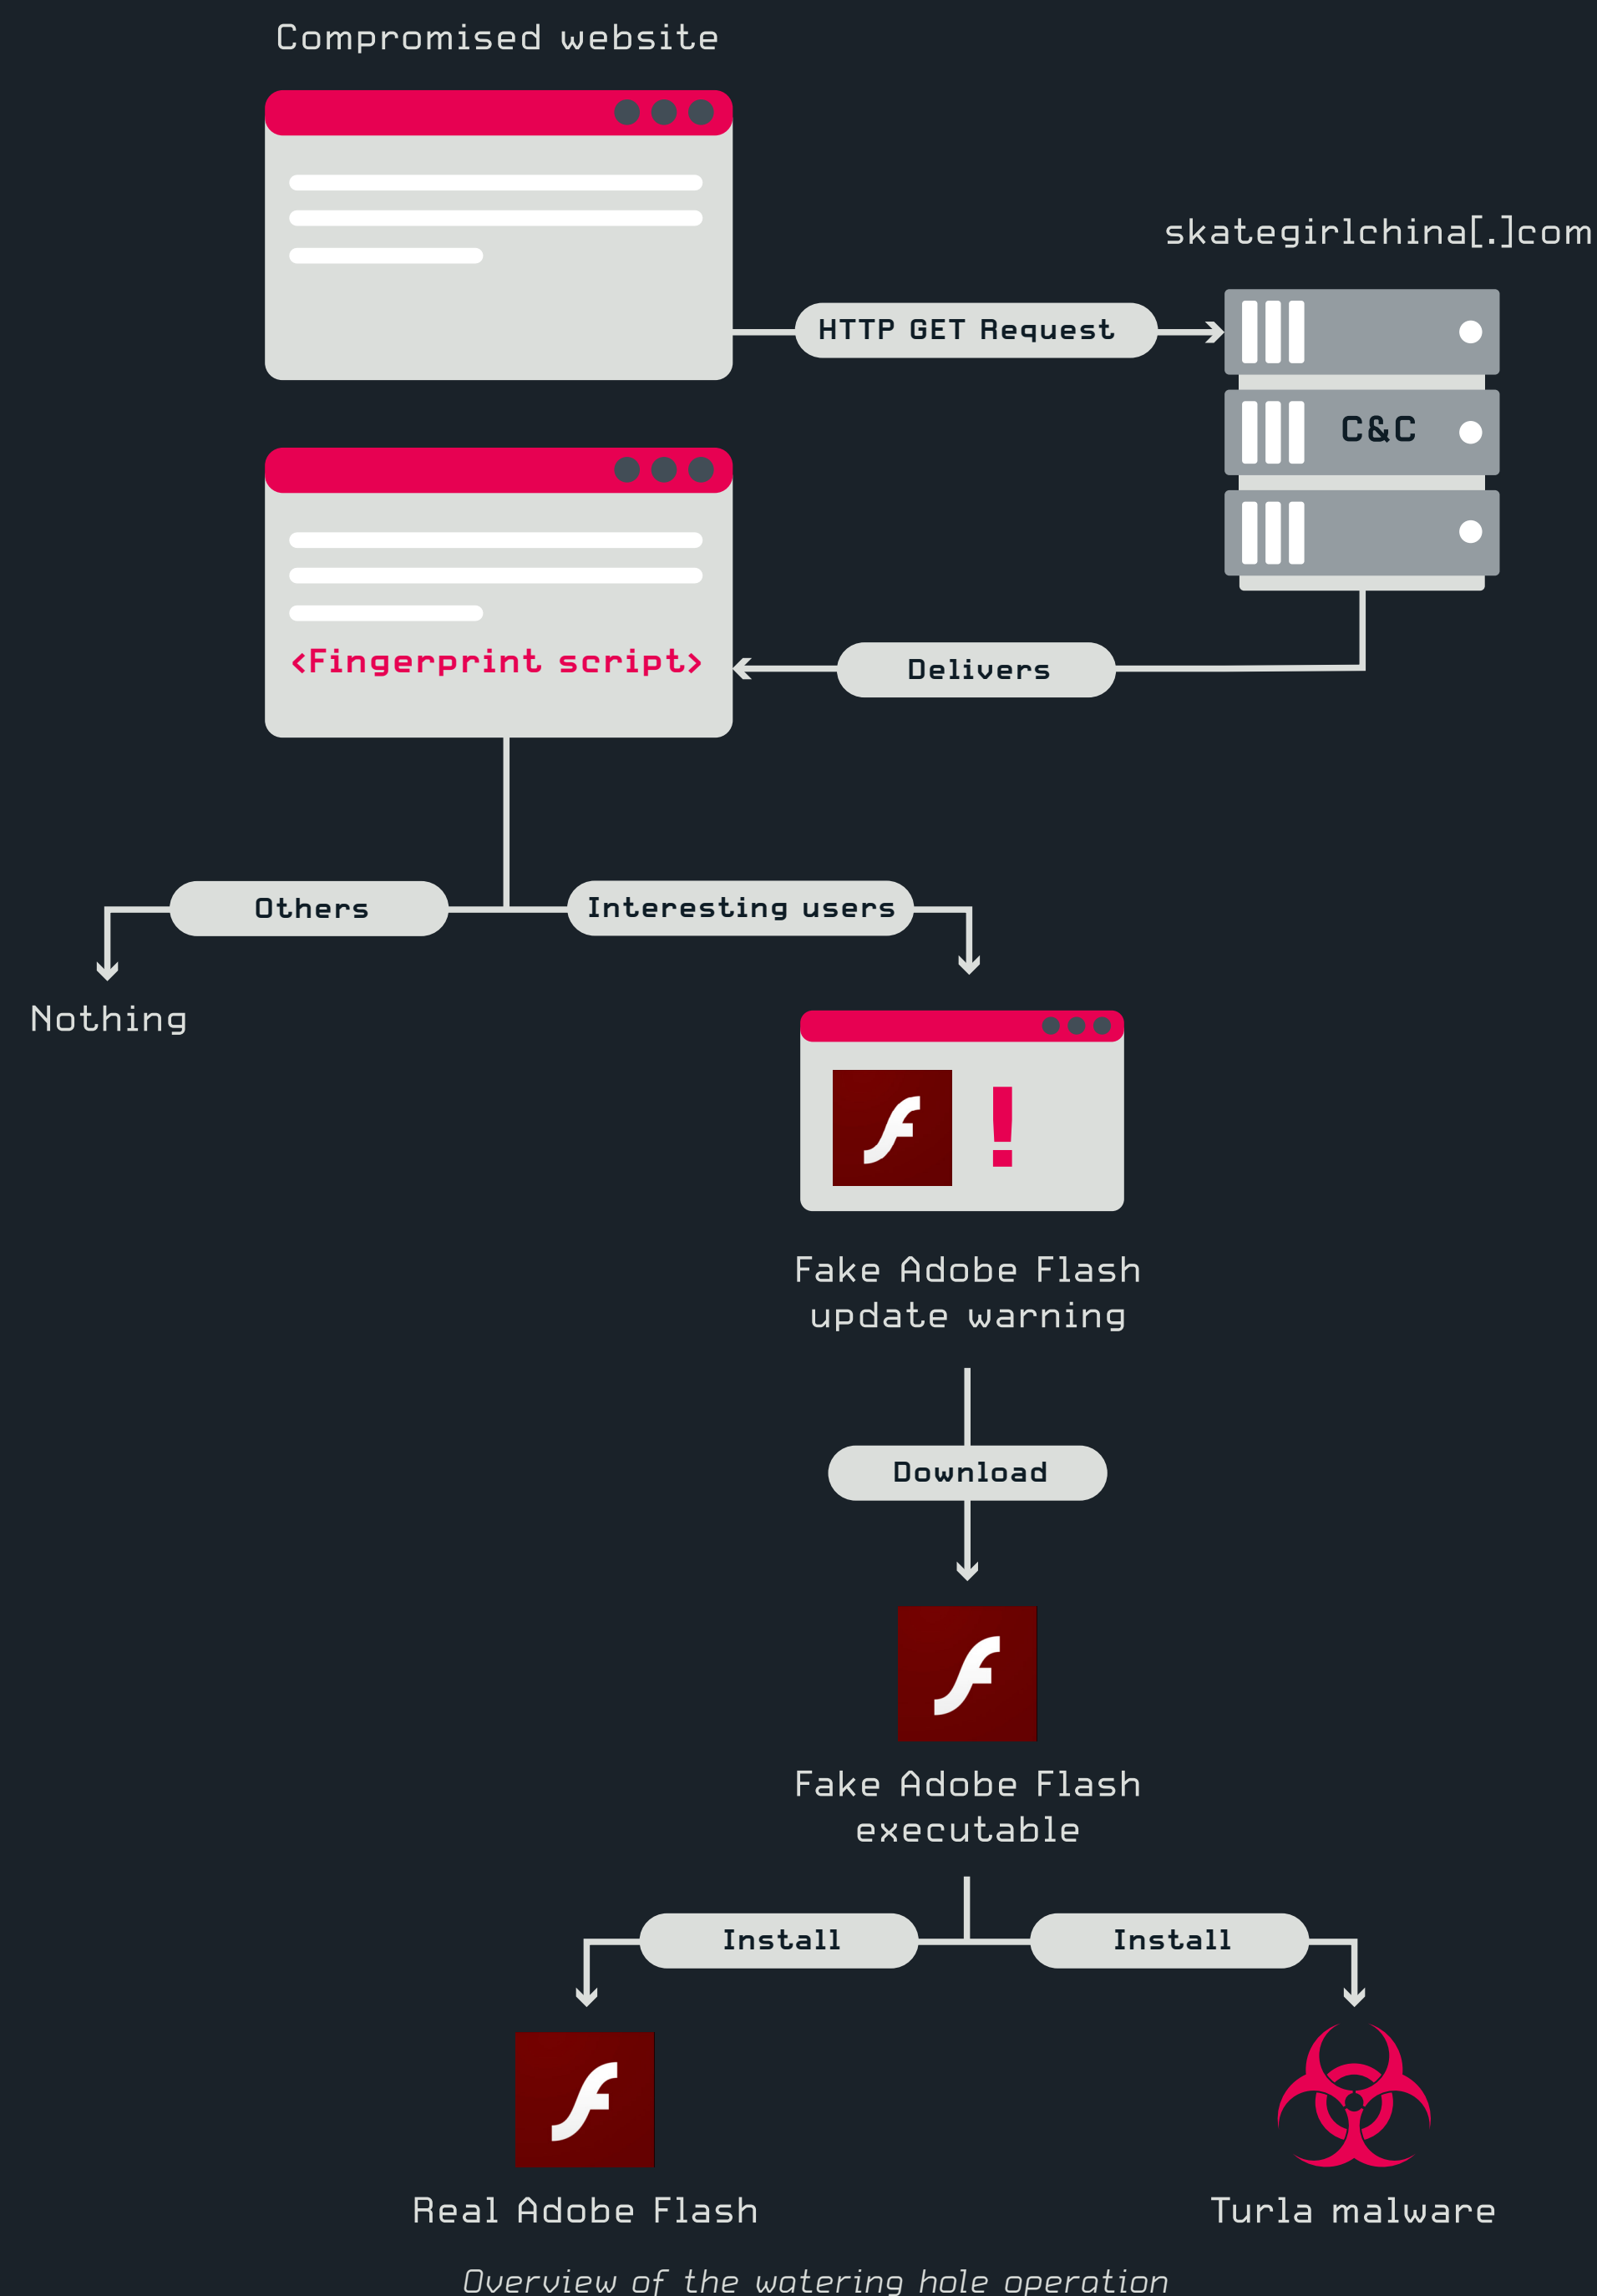 Compromised website
skategirlchina[.]com
HTTP GET Request
C&C
<Fingerprint script>
Delivers
Others
Interesting users
Nothing
!
Fake Adobe Flash
update warning
Download
Fake Adobe Flash
executable
Install
Install
Real Adobe Flash
Turla malware
Overview of the watering hole operation